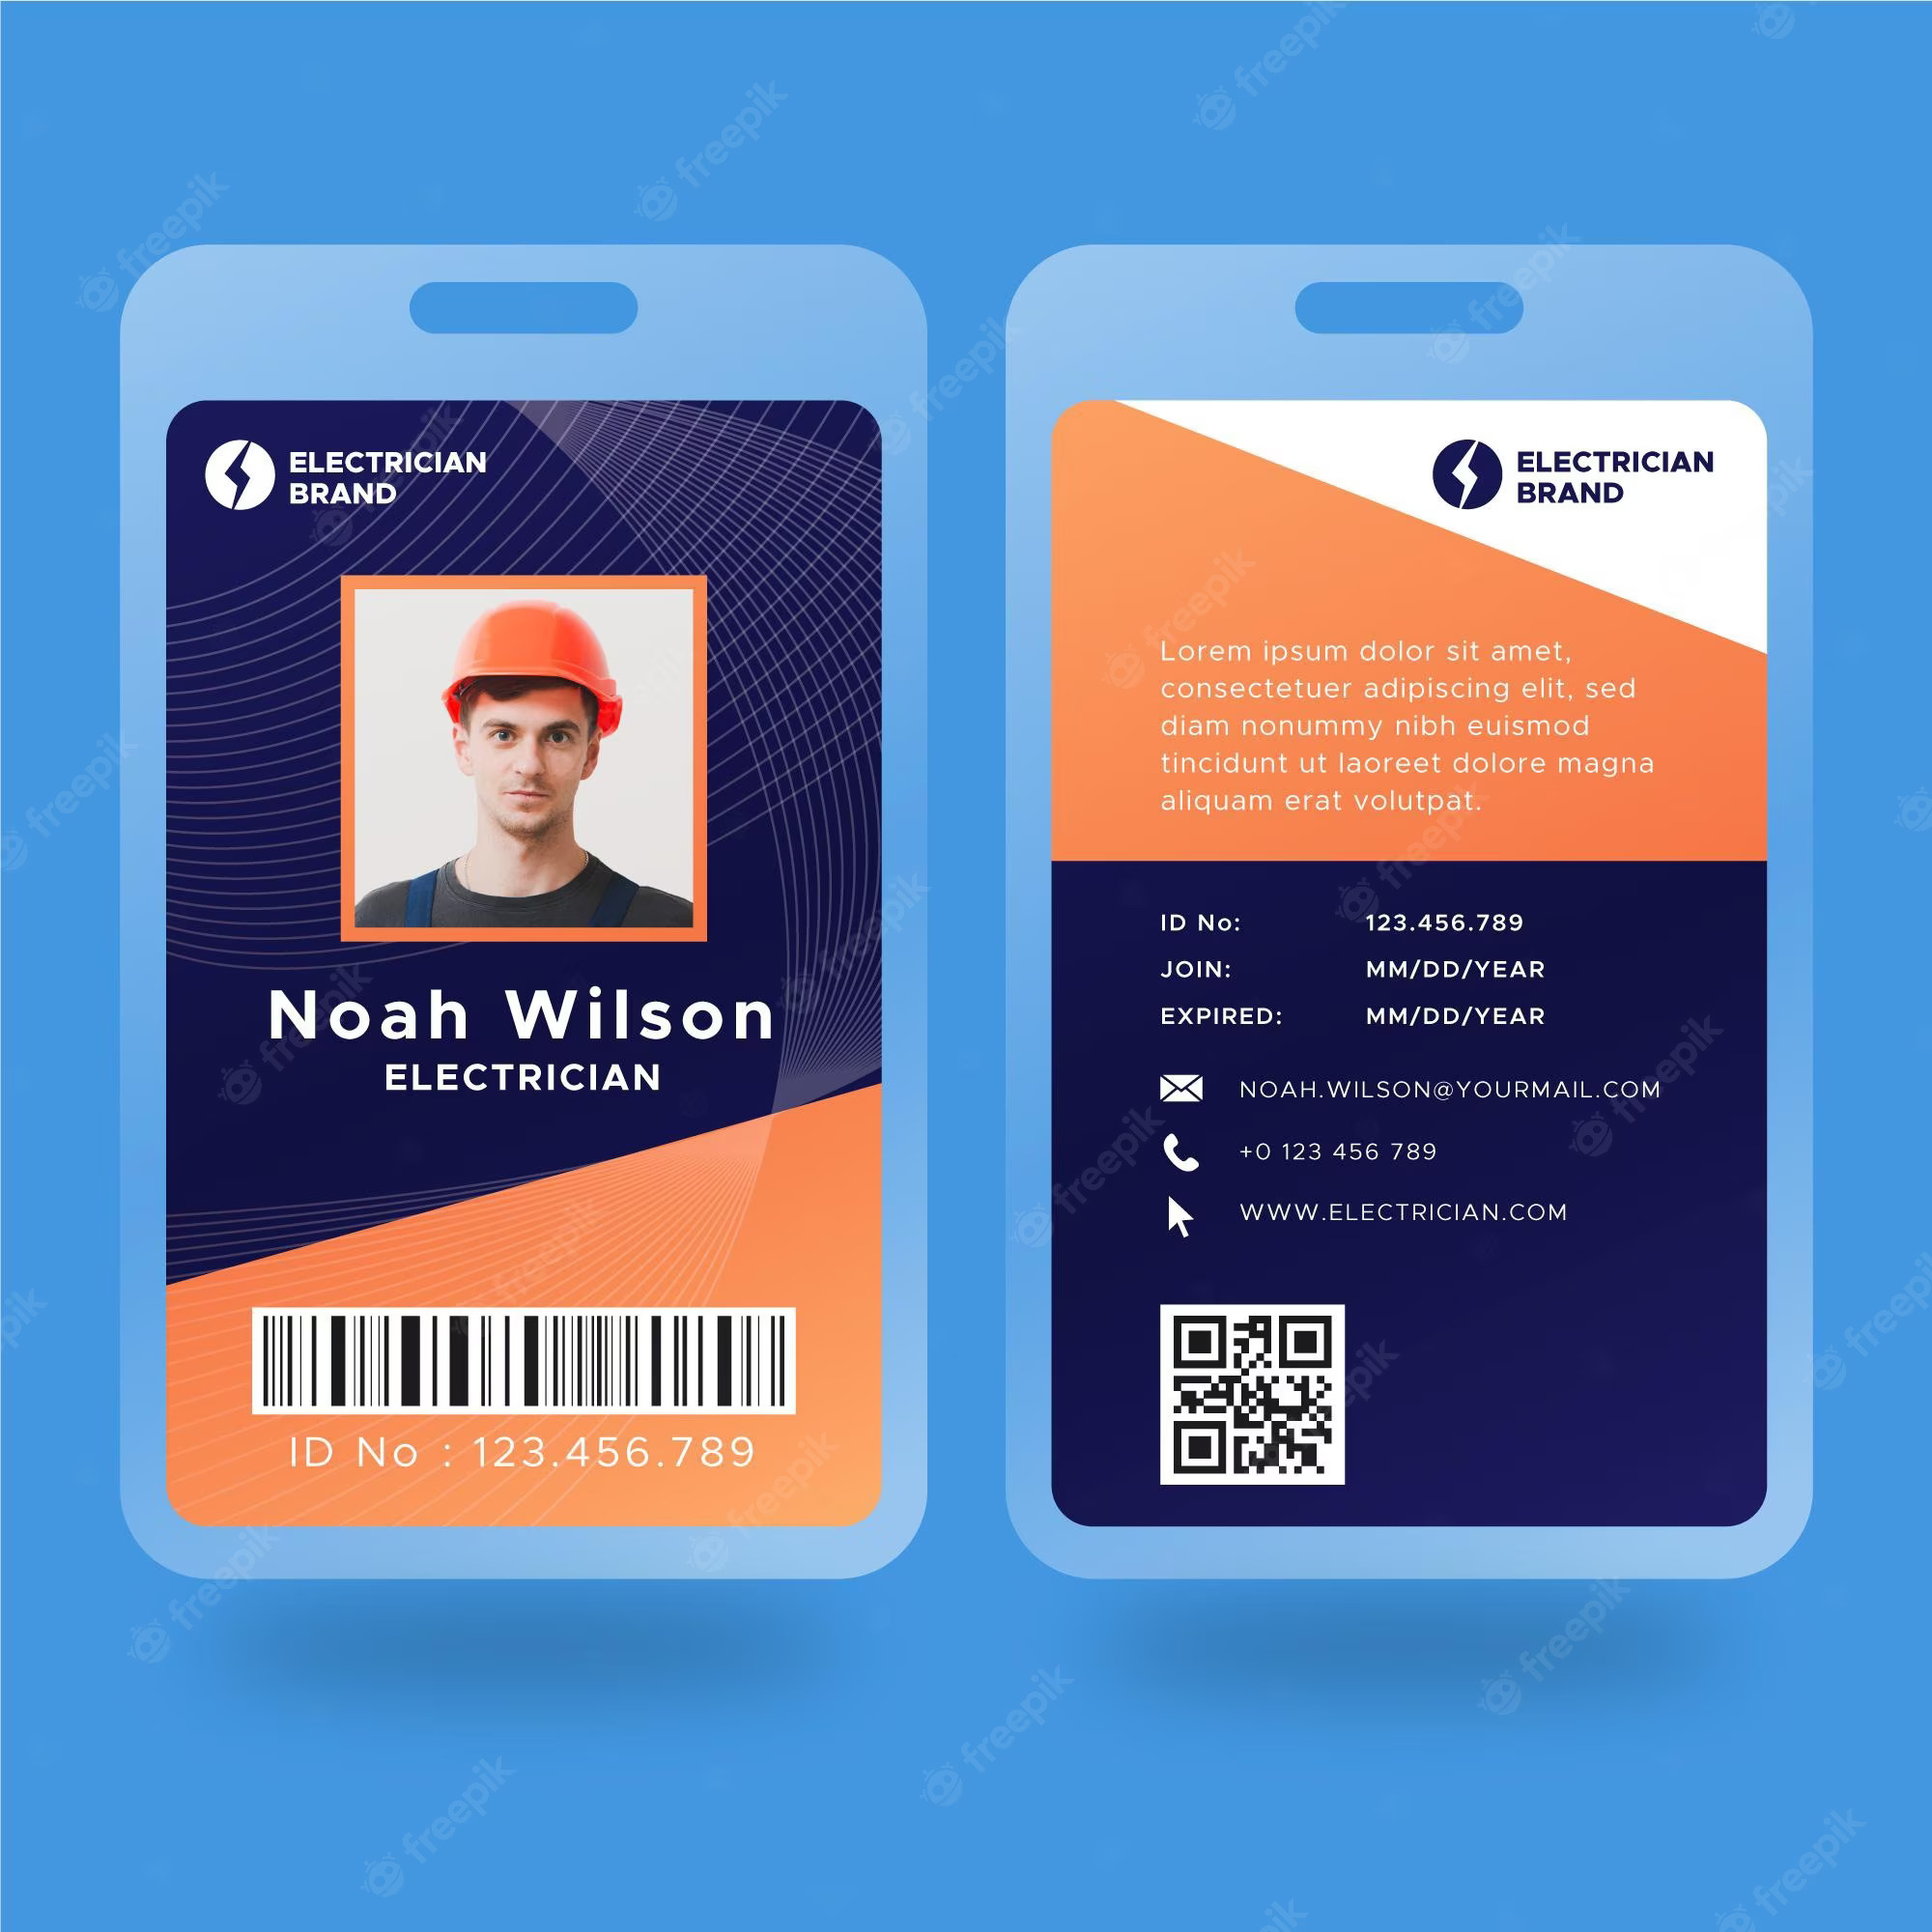 ELECTRICIAN
BRAND
Noah Wilson
ELECTRICIAN
ID No : 123.456.789
ELECTRICIAN
BRAND
Lorem ipsum dolor sit amet,
consectetuer adipiscing elit, sed
diam nonummy nibh euismod
tincidunt ut laoreet dolore magna
aliquam erat volutpat.
ID No: 123.456.789
JOIN: MM/DD/YEAR
EXPIRED: MM/DD/YEAR
NOAH.WILSON@YOURMAIL.COM
+0 123 456 789
WWW.ELECTRICIAN.COM
freepik